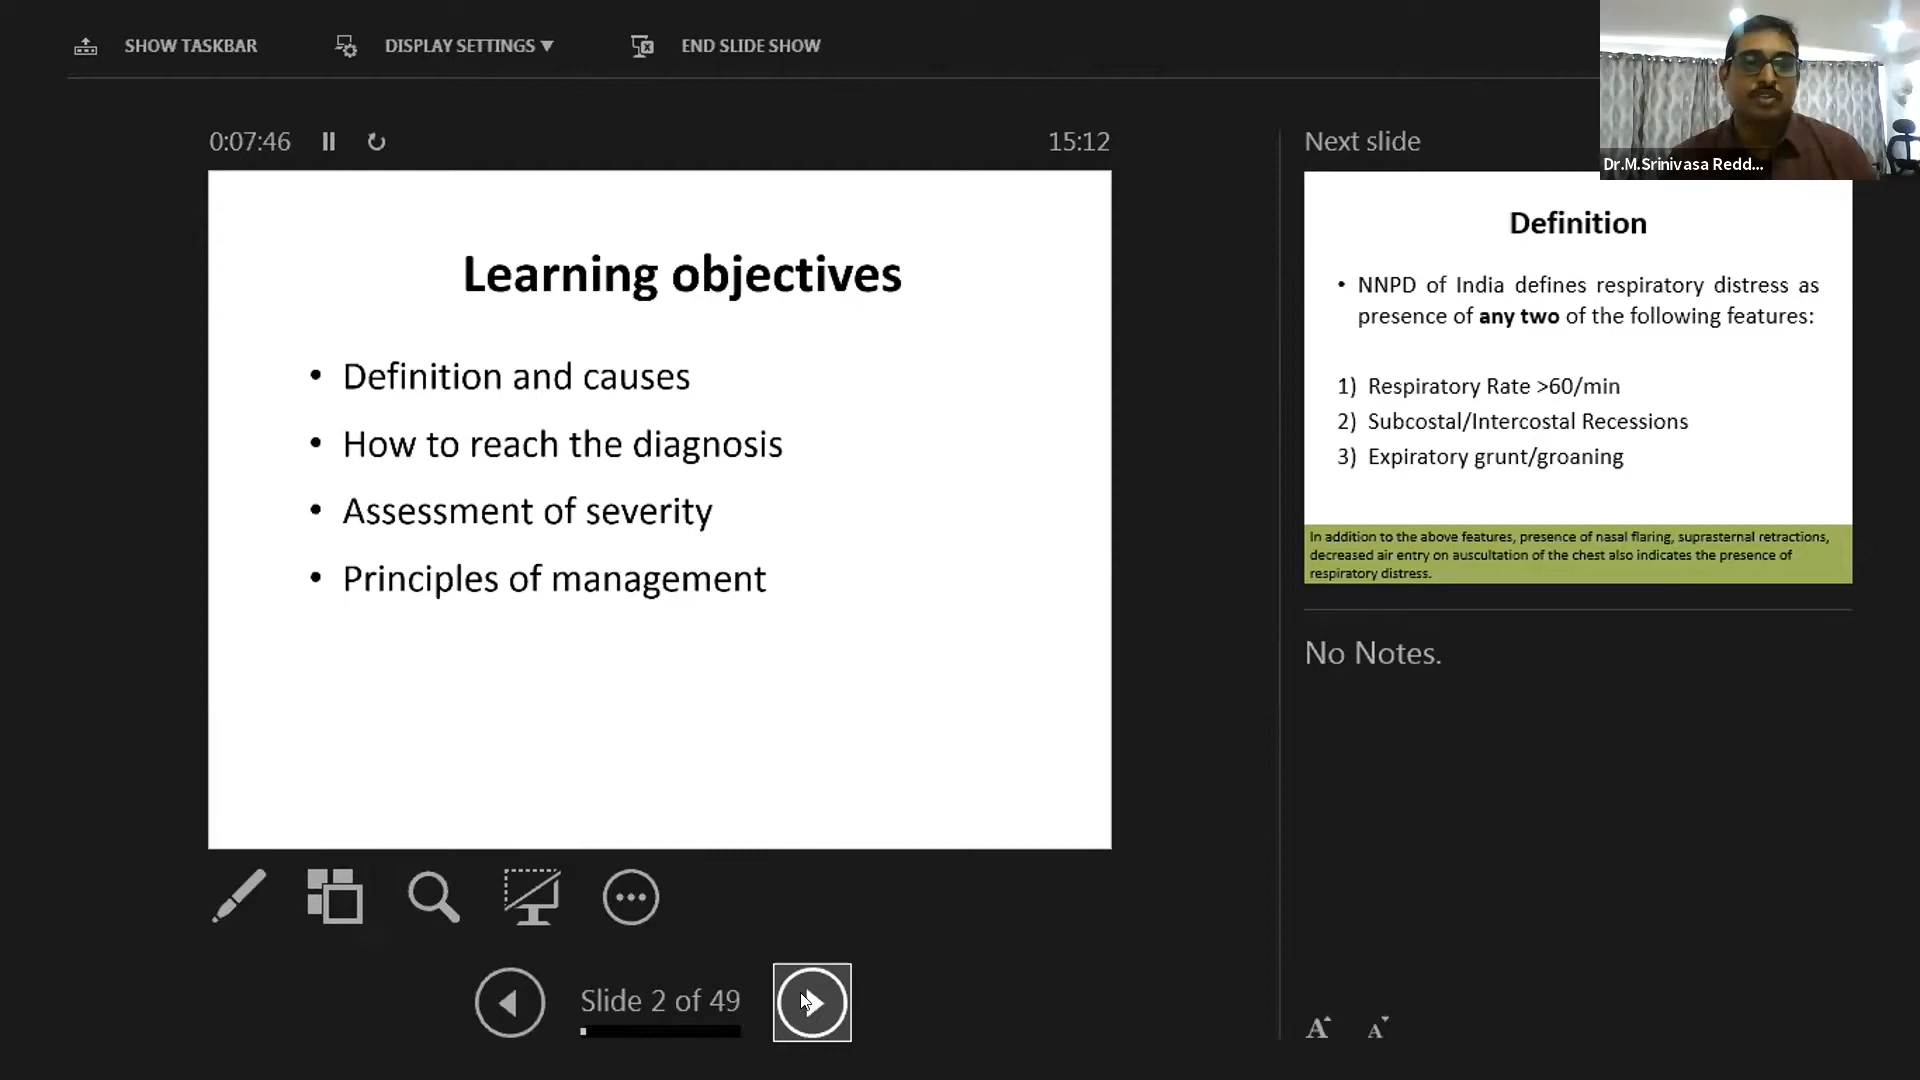 SHOW TASKBAR
DISPLAY SETTINGS ▼
END SLIDE SHOW
Dr.M.Srinivasa Redd...
0:07:46
15:12
Learning objectives
• Definition and causes
• How to reach the diagnosis
• Assessment of severity
• Principles of management
Slide 2 of 49
Next slide
Definition
• NNPD of India defines respiratory distress as
presence of any two of the following features:
1) Respiratory Rate >60/min
2) Subcostal/Intercostal Recessions
3) Expiratory grunt/groaning
In addition to the above features, presence of nasal flaring, suprasternal retractions,
decreased air entry on auscultation of the chest also indicates the presence of
respiratory distress.
No Notes.
A A